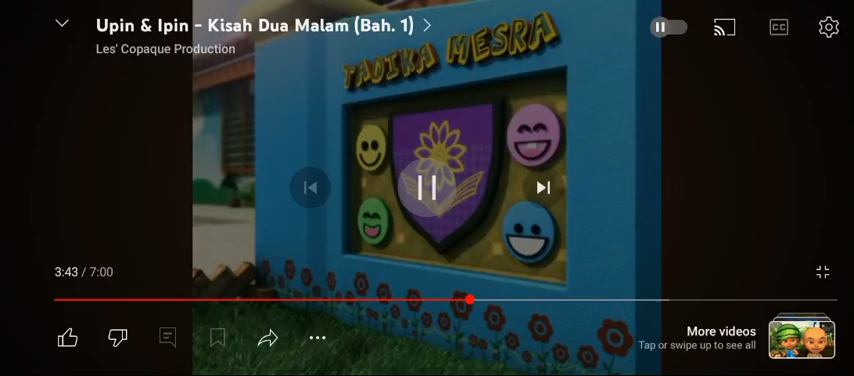 Upin & Ipin - Kisah Dua Malam (Bah. 1)
Les' Copaque Production
TADIKA MESRA
CC
3:43 / 7:00
More videos
Tap or swipe up to see all